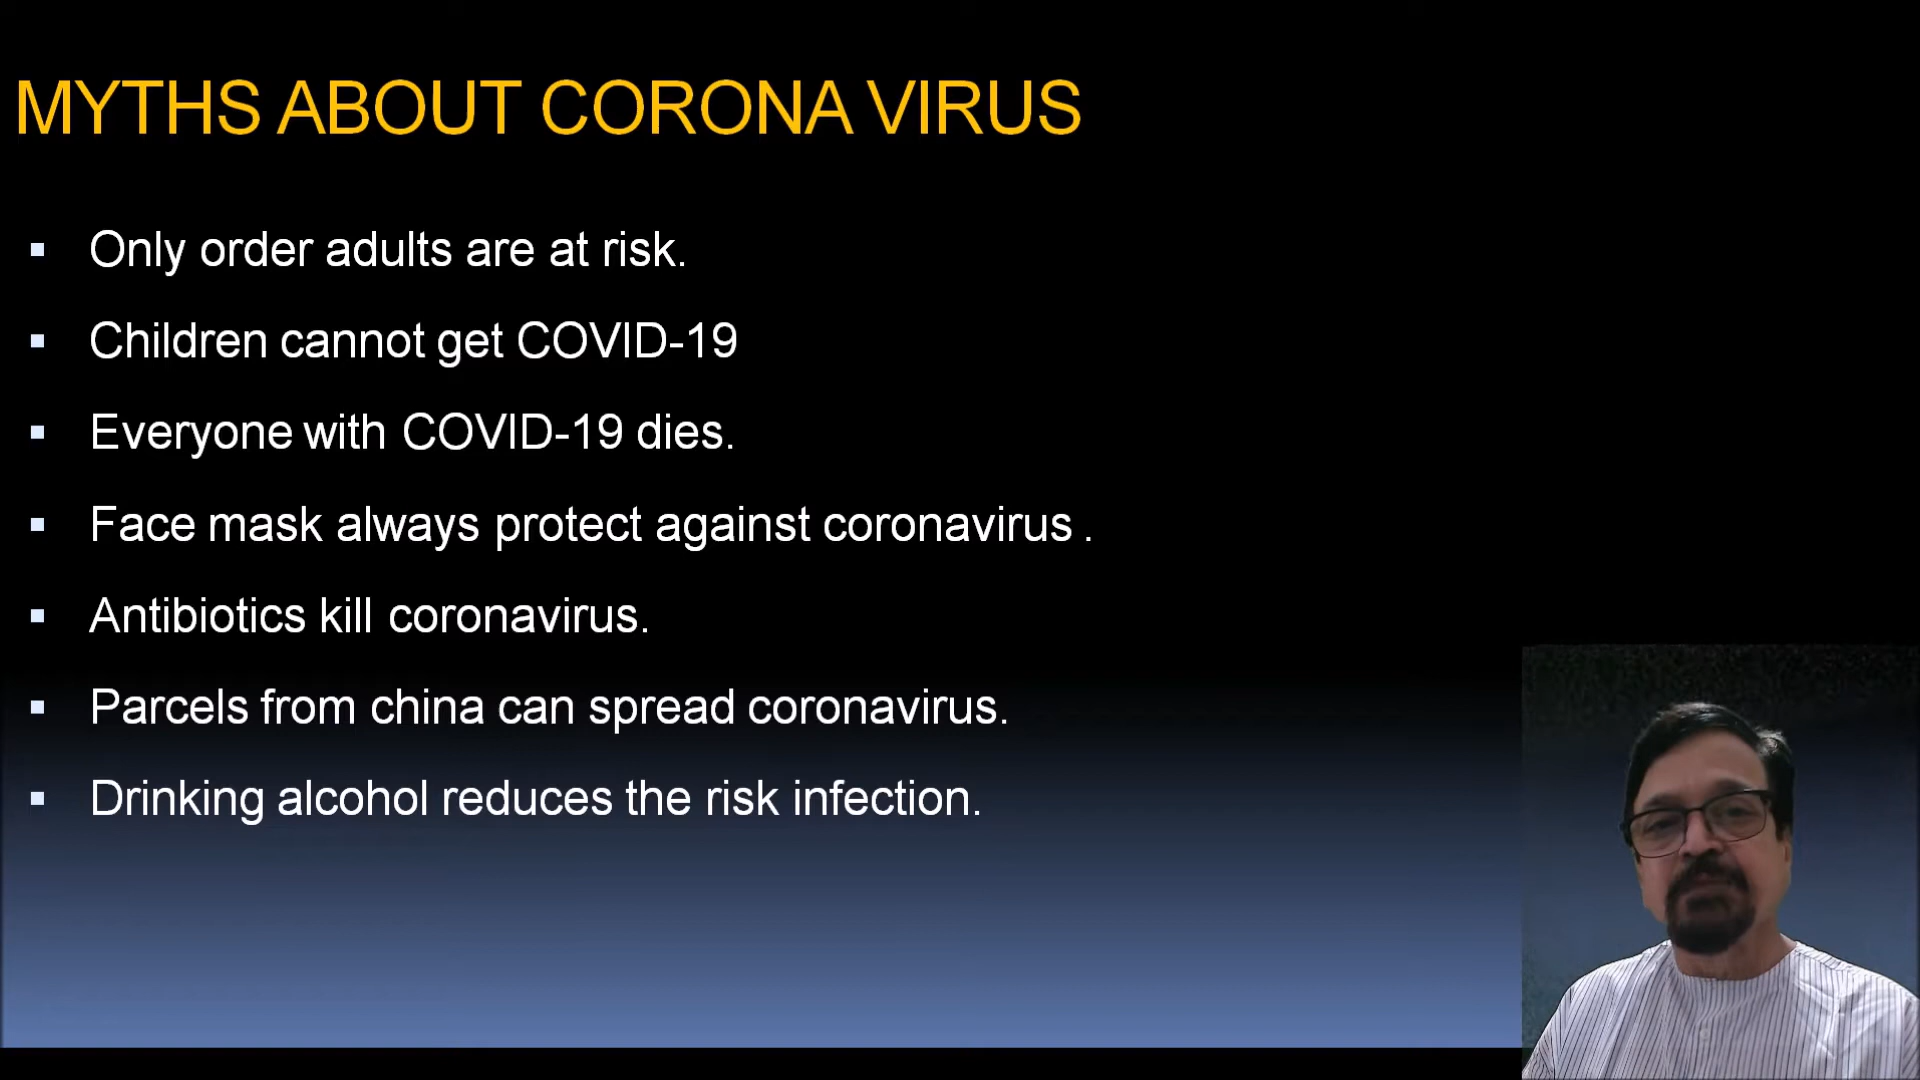 MYTHS ABOUT CORONA VIRUS
▪ Only order adults are at risk.
▪ Children cannot get COVID-19
▪ Everyone with COVID-19 dies.
▪ Face mask always protect against coronavirus .
▪ Antibiotics kill coronavirus.
▪ Parcels from china can spread coronavirus.
▪ Drinking alcohol reduces the risk infection.